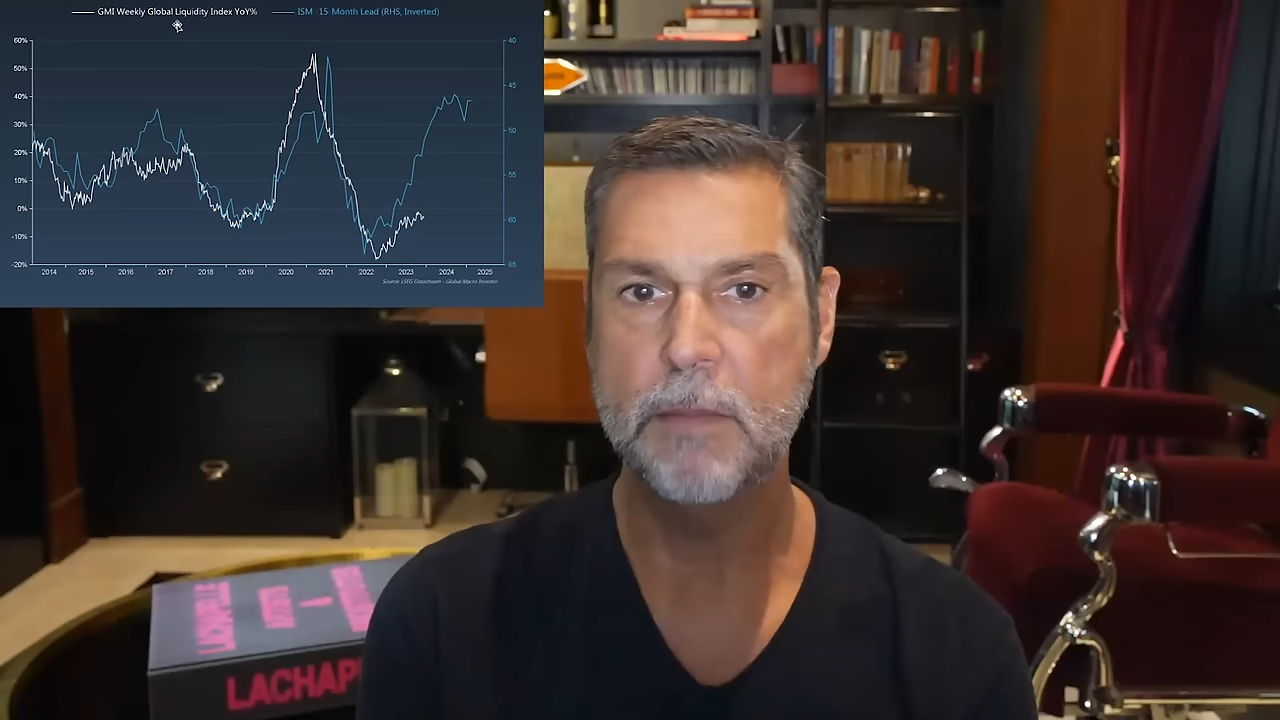 GMI Weekly Global Liquidity Index YoY% ISM 15 Month Lead (RHS, Inverted)
60% 40
50% 45
40%
30% 50
20%
10% 55
0% 60
-10%
-20% 65
2014 2015 2016 2017 2018 2019 2020 2021 2022 2023 2024 2025
Source: LSEG Datastream - Global Macro Investor
LACHAPELLE
LACHAP